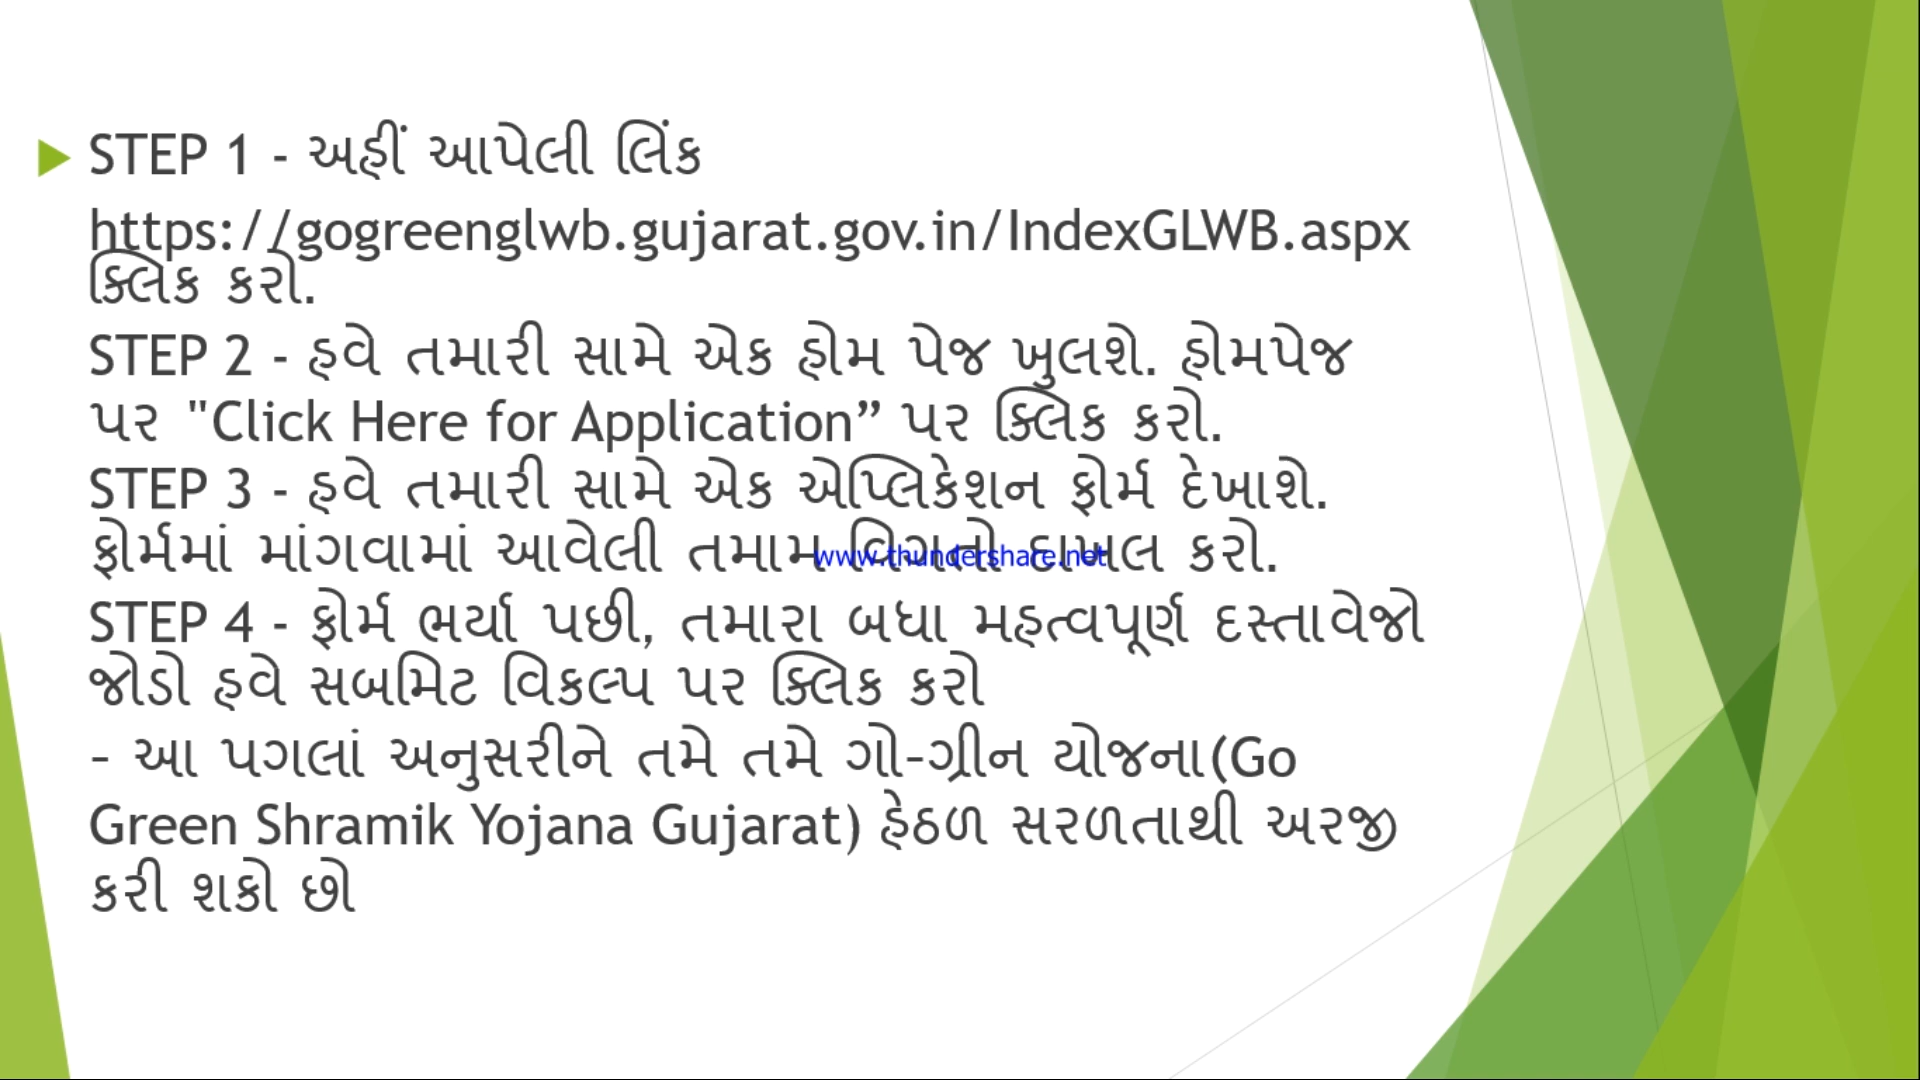 STEP 1 - અહીં આપેલી લિંક
https://gogreenglwb.gujarat.gov.in/IndexGLWB.aspx
ક્લિક કરો.
STEP 2 - હવે તમારી સામે એક હોમ પેજ ખુલશે. હોમપેજ
પર "Click Here for Application” પર ક્લિક કરો.
STEP 3 - હવે તમારી સામે એક એપ્લિકેશન ફોર્મ દેખાશે.
ફોર્મમાં માંગવામાં આવેલી તમામ વિગતો દાખલ કરો.
www.thundershare.net
STEP 4 - ફોર્મ ભર્યા પછી, તમારા બધા મહત્વપૂર્ણ દસ્તાવેજો
જોડો હવે સબમિટ વિકલ્પ પર ક્લિક કરો
- આ પગલાં અનુસરીને તમે તમે ગો-ગ્રીન યોજના(Go
Green Shramik Yojana Gujarat) હેઠળ સરળતાથી અરજી
કરી શકો છો